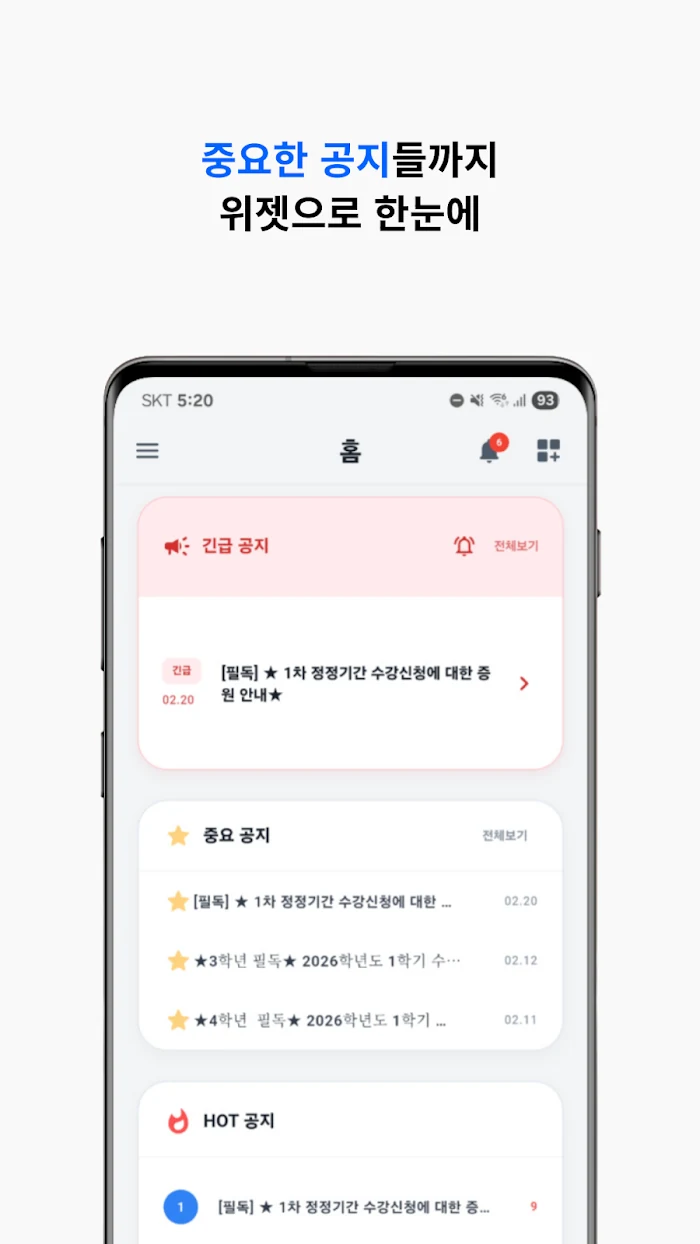 중요한 공지들까지
위젯으로 한눈에
SKT 5:20
93
홈
6
긴급 공지
전체보기
긴급
02.20
[필독] ★ 1차 정정기간 수강신청에 대한 증
원 안내★
중요 공지
전체보기
[필독] ★ 1차 정정기간 수강신청에 대한 ...
02.20
★3학년 필독★ 2026학년도 1학기 수···
02.12
★4학년 필독★ 2026학년도 1학기 ...
02.11
HOT 공지
1
[필독] ★ 1차 정정기간 수강신청에 대한 증...
9